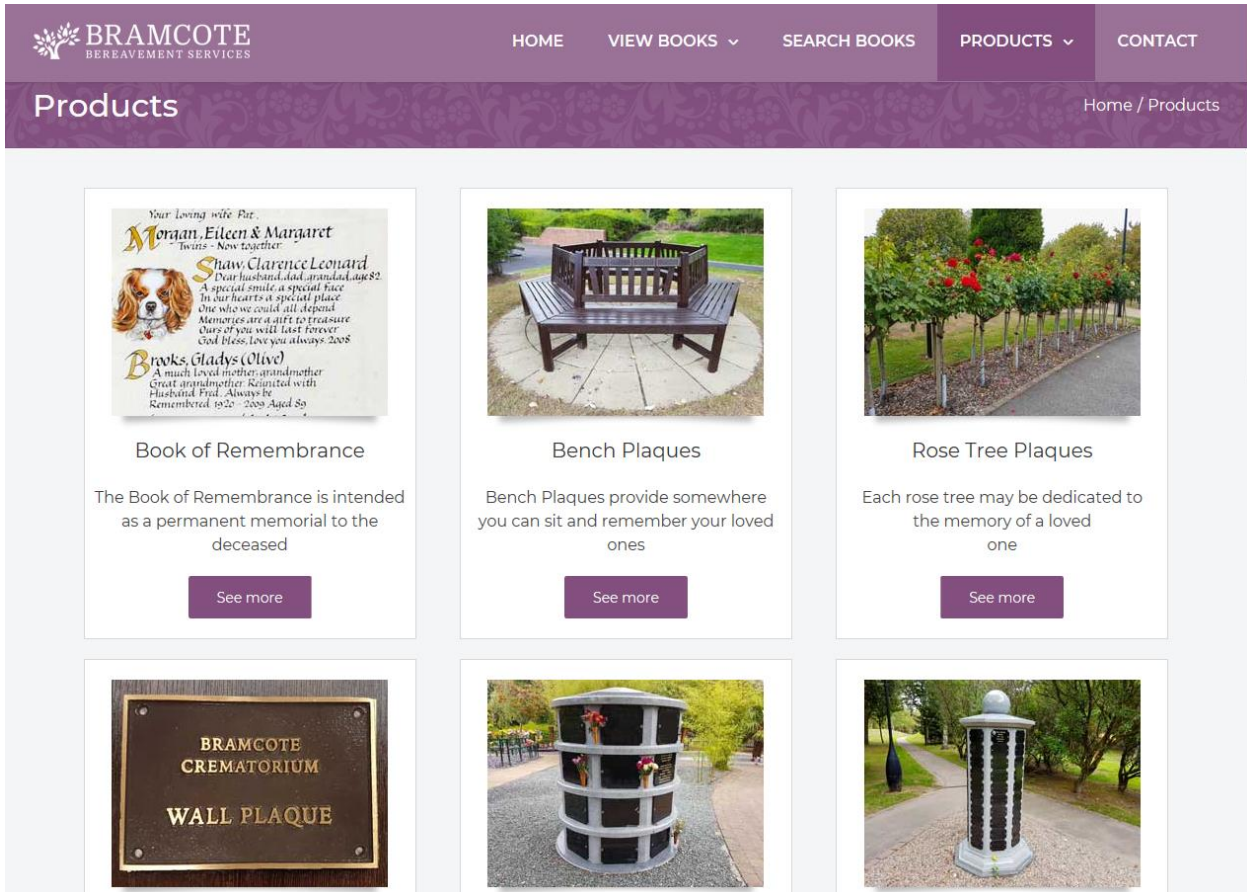 BRAMCOTE
BEREAVEMENT SERVICES
HOME
VIEW BOOKS
SEARCH BOOKS
PRODUCTS
CONTACT
Products
Home / Products
Your loving wife Pat.
Morgan, Eileen & Margaret
Twins - Now together
Shaw, Clarence Leonard
Dear husband, dad, grandad, age 82.
A special smile, a special face
In our hearts a special place
One who we could all depend
Memories are a gift to treasure
Ours of you will last forever
God bless, love you always. 2008
Brooks, Gladys (Olive)
A much loved mother, grandmother
Great grandmother. Reunited with
Husband Fred. Always be
Remembered 1920 - 2009 Aged 89
Book of Remembrance
The Book of Remembrance is intended
as a permanent memorial to the
deceased
See more
Bench Plaques
Bench Plaques provide somewhere
you can sit and remember your loved
ones
See more
Rose Tree Plaques
Each rose tree may be dedicated to
the memory of a loved
one
See more
BRAMCOTE
CREMATORIUM
WALL PLAQUE